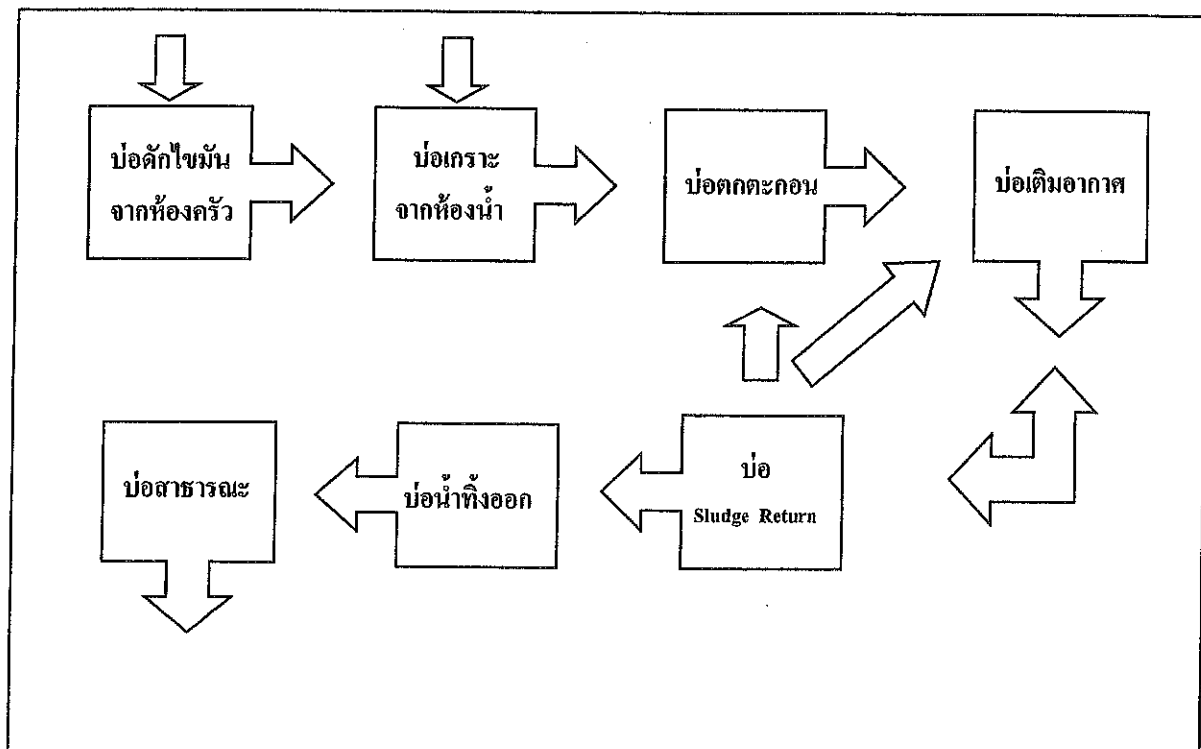 บ่อดักไขมัน
จากห้องครัว
บ่อเกราะ
จากห้องน้ำ
บ่อตกตะกอน
บ่อเติมอากาศ
บ่อสาธารณะ
บ่อน้ำทิ้งออก
บ่อ
Sludge Return